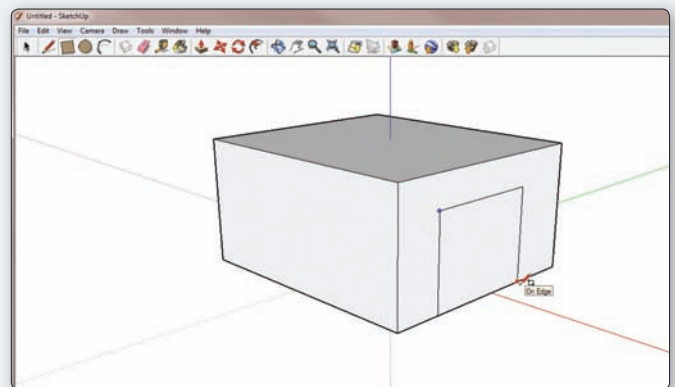 Untitled - SketchUp
File Edit View Camera Draw Tools Window Help
On Edge